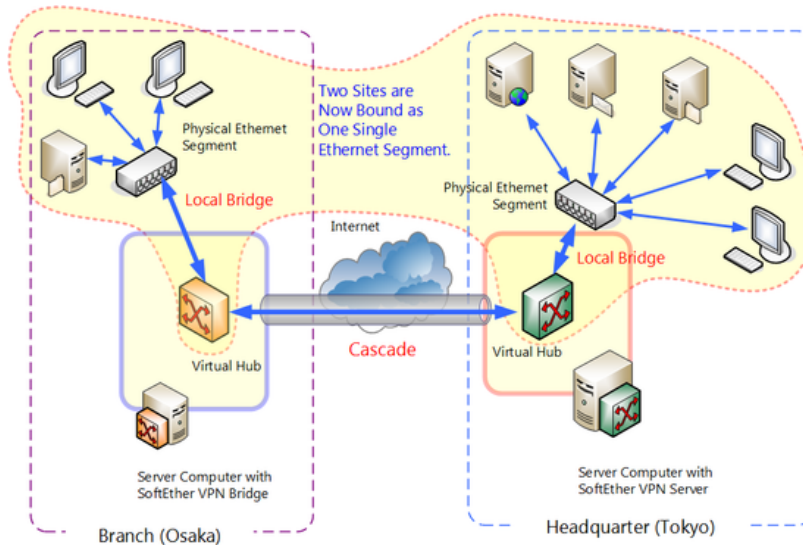 Two Sites are
Now Bound as
One Single
Ethernet Segment.
Physical Ethernet
Segment
Local Bridge
Physical Ethernet
Segment
Local Bridge
Internet
Virtual Hub
Cascade
Virtual Hub
Server Computer with
SoftEther VPN Bridge
Server Computer with
SoftEther VPN Server
Branch (Osaka)
Headquarter (Tokyo)